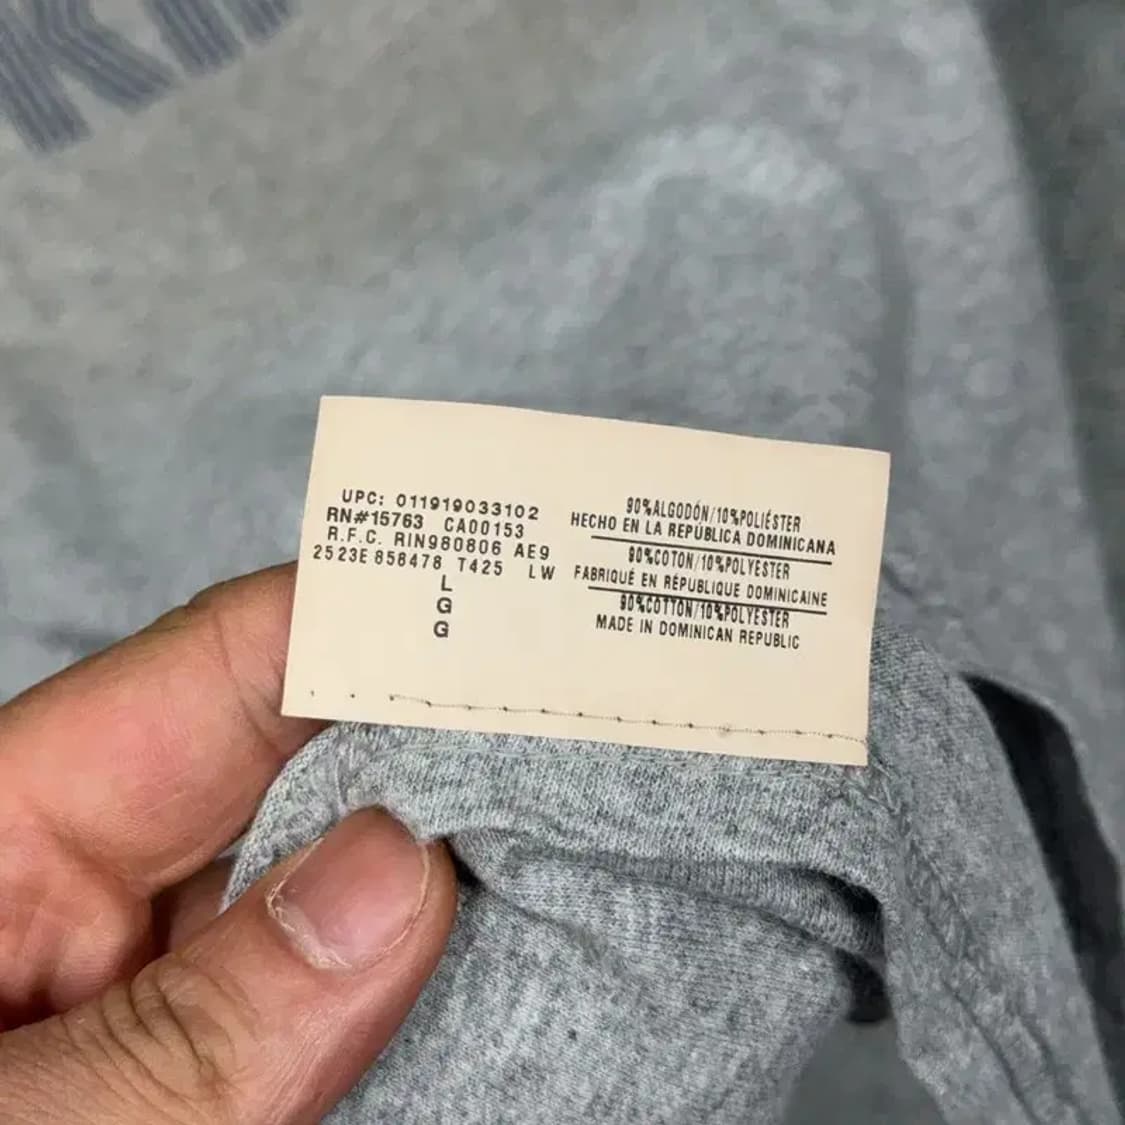 UPC: 011919033102
RN#15763 CA00153
R.F.C. RIN980806 AE9
2523E 858478 T425 LW
L
G
G
90%ALGODÓN/10%POLIÉSTER
HECHO EN LA REPÚBLICA DOMINICANA
90%COTON/10%POLYESTER
FABRIQUÉ EN RÉPUBLIQUE DOMINICAINE
90%COTTON/10%POLYESTER
MADE IN DOMINICAN REPUBLIC